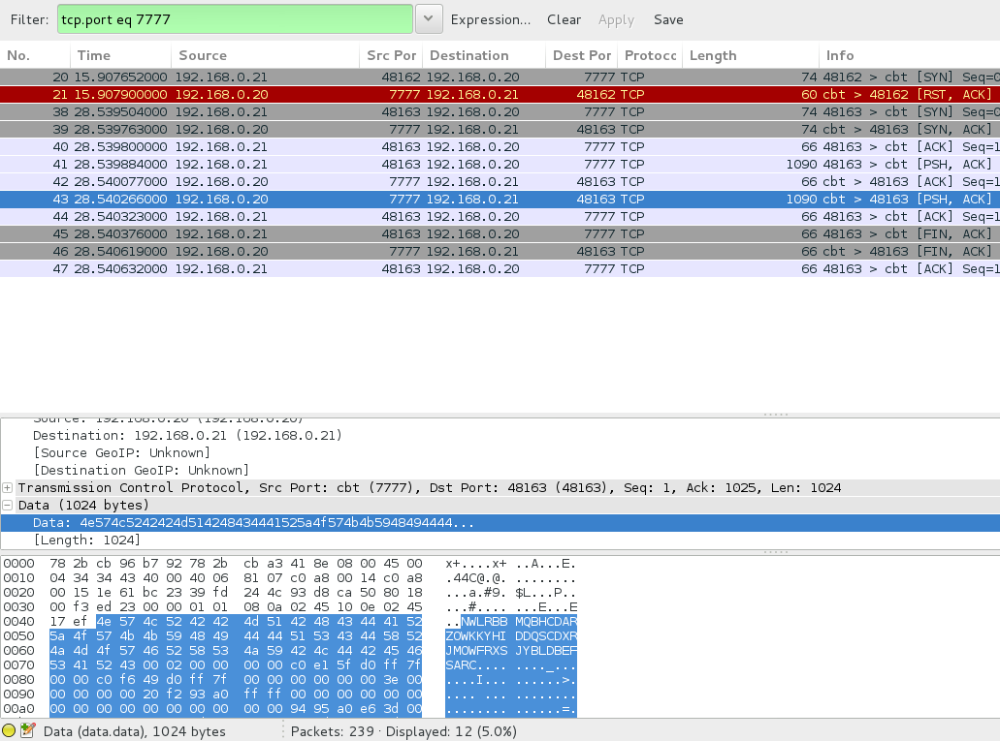 Filter: tcp.port eq 7777 Expression... Clear Apply Save
No. Time Source Src Por Destination Dest Por Protocc Length Info
20 15.907652000 192.168.0.21 48162 192.168.0.20 7777 TCP 74 48162 > cbt [SYN] Seq=0
21 15.907900000 192.168.0.20 7777 192.168.0.21 48162 TCP 60 cbt > 48162 [RST, ACK]
38 28.539504000 192.168.0.21 48163 192.168.0.20 7777 TCP 74 48163 > cbt [SYN] Seq=0
39 28.539763000 192.168.0.20 7777 192.168.0.21 48163 TCP 74 cbt > 48163 [SYN, ACK]
40 28.539800000 192.168.0.21 48163 192.168.0.20 7777 TCP 66 48163 > cbt [ACK] Seq=1
41 28.539884000 192.168.0.21 48163 192.168.0.20 7777 TCP 1090 48163 > cbt [PSH, ACK]
42 28.540077000 192.168.0.20 7777 192.168.0.21 48163 TCP 66 cbt > 48163 [ACK] Seq=1
43 28.540266000 192.168.0.20 7777 192.168.0.21 48163 TCP 1090 cbt > 48163 [PSH, ACK]
44 28.540323000 192.168.0.21 48163 192.168.0.20 7777 TCP 66 48163 > cbt [ACK] Seq=1
45 28.540376000 192.168.0.21 48163 192.168.0.20 7777 TCP 66 48163 > cbt [FIN, ACK]
46 28.540619000 192.168.0.20 7777 192.168.0.21 48163 TCP 66 cbt > 48163 [FIN, ACK]
47 28.540632000 192.168.0.21 48163 192.168.0.20 7777 TCP 66 48163 > cbt [ACK] Seq=1
Source: 192.168.0.20 (192.168.0.20)
Destination: 192.168.0.21 (192.168.0.21)
[Source GeoIP: Unknown]
[Destination GeoIP: Unknown]
Transmission Control Protocol, Src Port: cbt (7777), Dst Port: 48163 (48163), Seq: 1, Ack: 1025, Len: 1024
Data (1024 bytes)
Data: 4e574c5242424d514248434441525a4f574b4b5948494444...
[Length: 1024]
0000 78 2b cb 96 b7 92 78 2b cb a3 41 8e 08 00 45 00 x+....x+ ..A...E.
0010 04 34 34 43 40 00 40 06 81 07 c0 a8 00 14 c0 a8 .44C@.@. ........
0020 00 15 1e 61 bc 23 39 fd 24 4c 93 d8 ca 50 80 18 ...a.#9. $L...P..
0030 00 f3 ed 23 00 00 01 01 08 0a 02 45 10 0e 02 45 ...#.... ...E...E
0040 17 ef 4e 57 4c 52 42 42 4d 51 42 48 43 44 41 52 ..NWLRBB MQBHCDAR
0050 5a 4f 57 4b 4b 59 48 49 44 44 51 53 43 44 58 52 ZOWKKYHI DDQSCDXR
0060 4a 4d 4f 57 46 52 58 53 4a 59 42 4c 44 42 45 46 JMOWFRXS JYBLDBEF
0070 53 41 52 43 00 02 00 00 00 00 c0 e1 5f d0 ff 7f SARC.... ...._...
0080 00 00 c0 f6 49 d0 ff 7f 00 00 00 00 00 00 3e 00 ....I... ......>.
0090 00 00 00 00 20 f2 93 a0 ff ff 00 00 00 00 00 00 .... ... ........
00a0 00 00 00 00 00 00 00 00 00 00 94 95 a0 e6 3d 00 ........ ......=.
Data (data.data), 1024 bytes Packets: 239 · Displayed: 12 (5.0%)